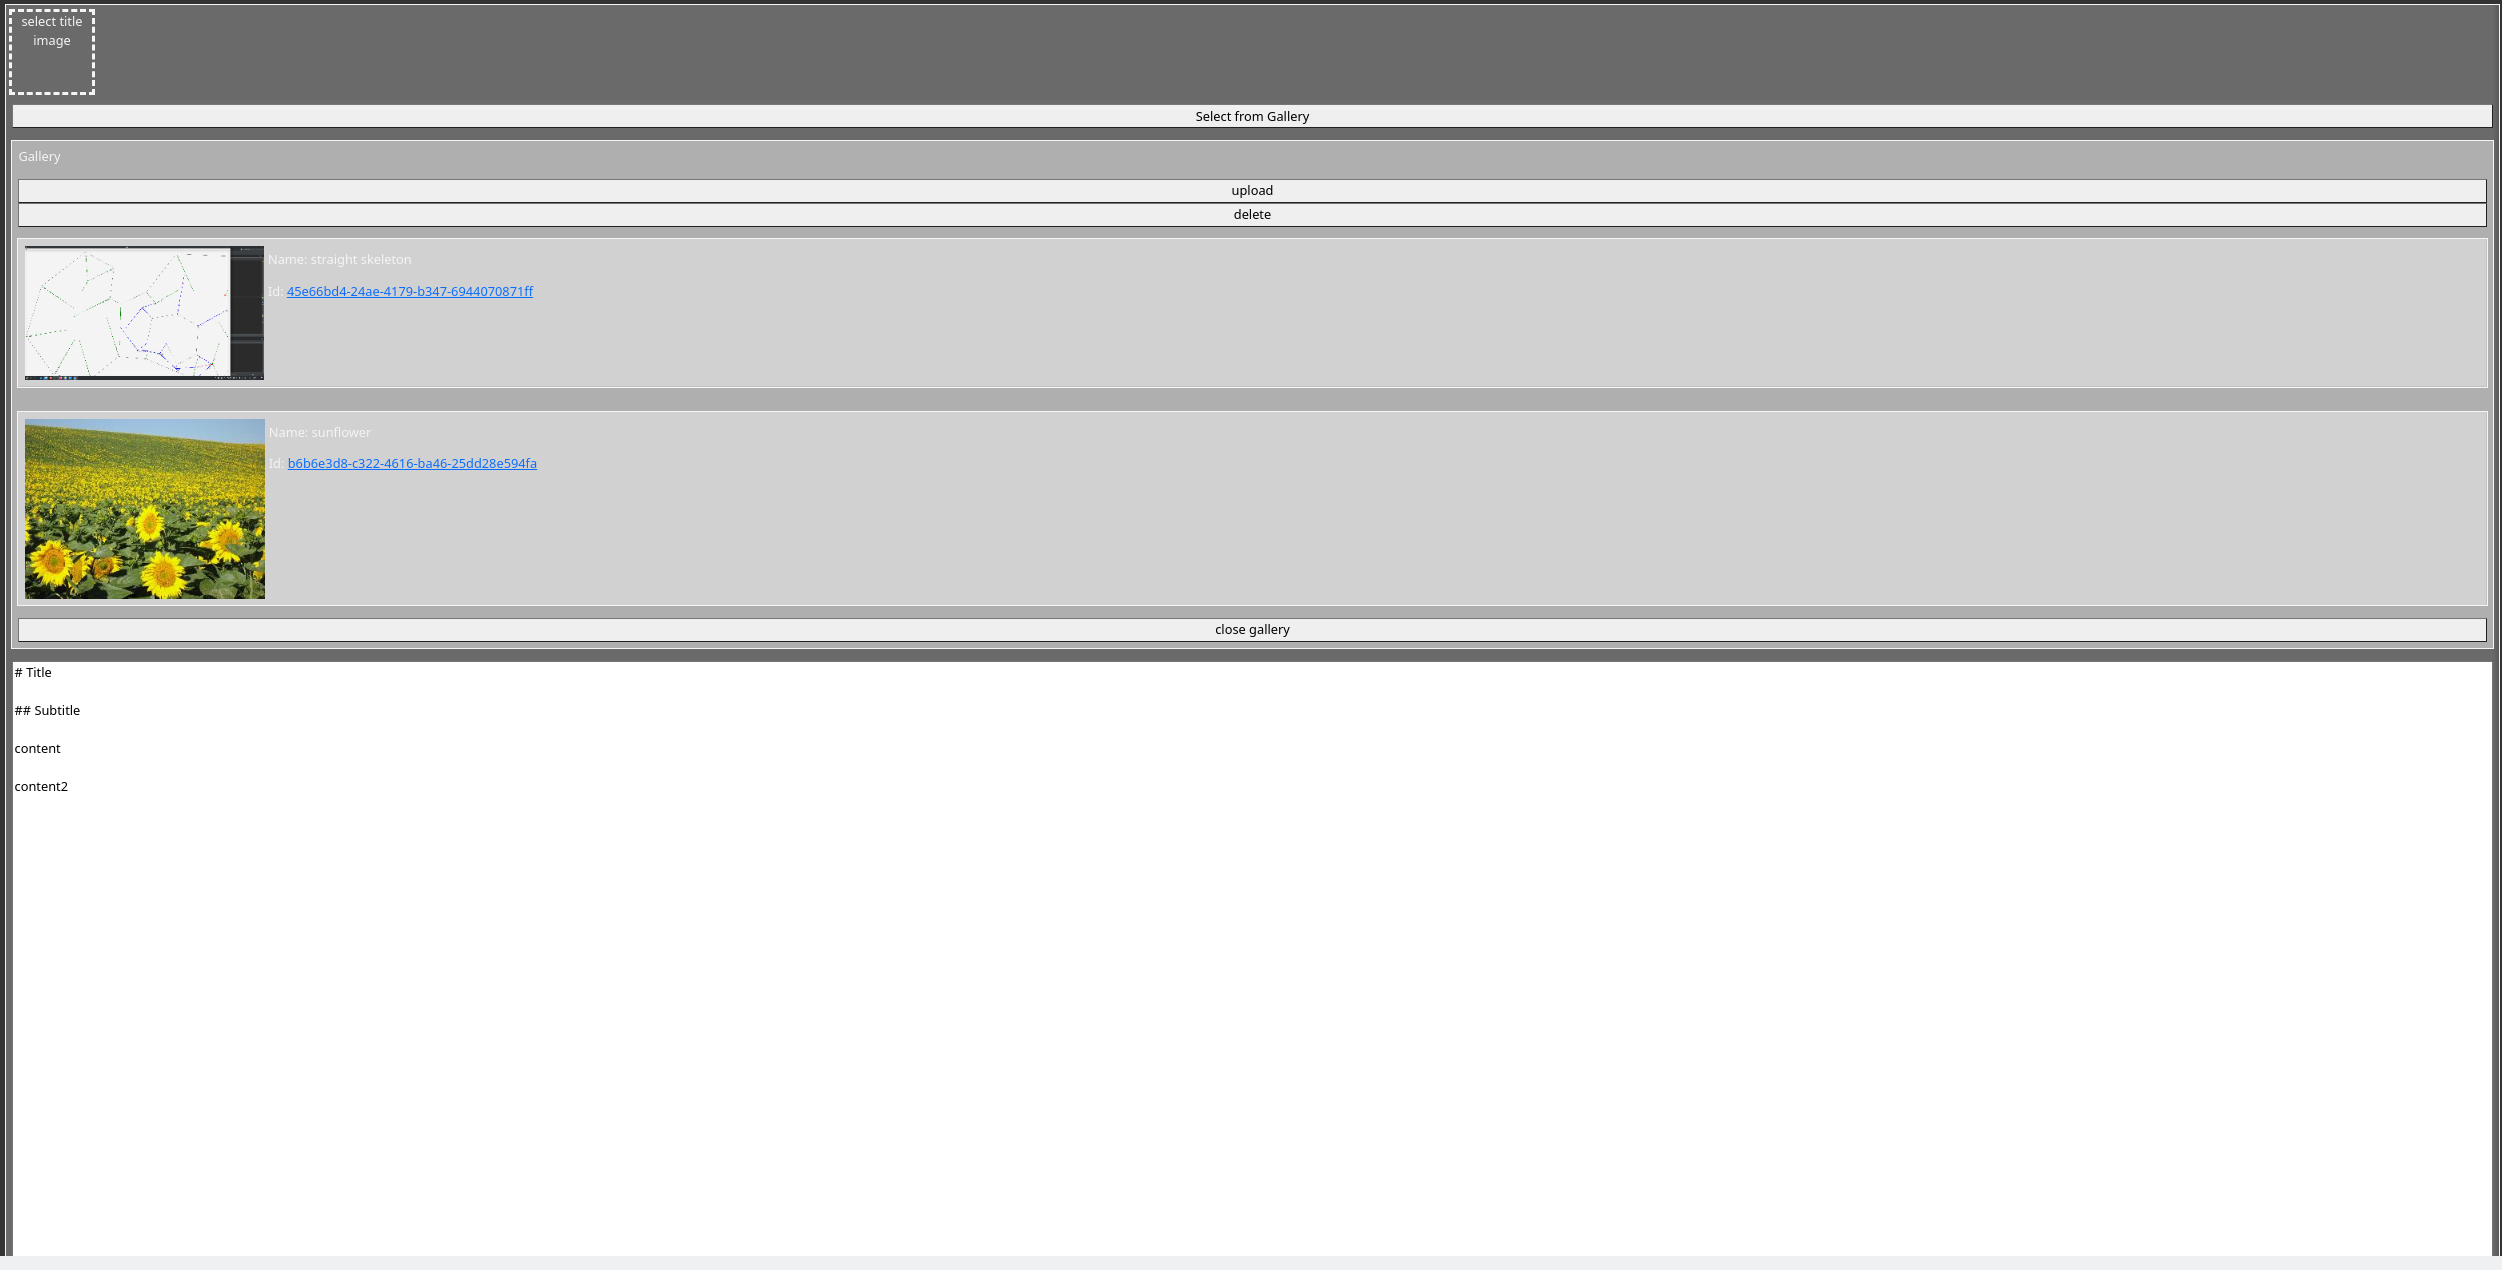 select title
image
Select from Gallery
Gallery
upload
delete
Name: straight skeleton
Id: 45e66bd4-24ae-4179-b347-6944070871ff
Name: sunflower
Id: b6b6e3d8-c322-4616-ba46-25dd28e594fa
close gallery
# Title
## Subtitle
content
content2